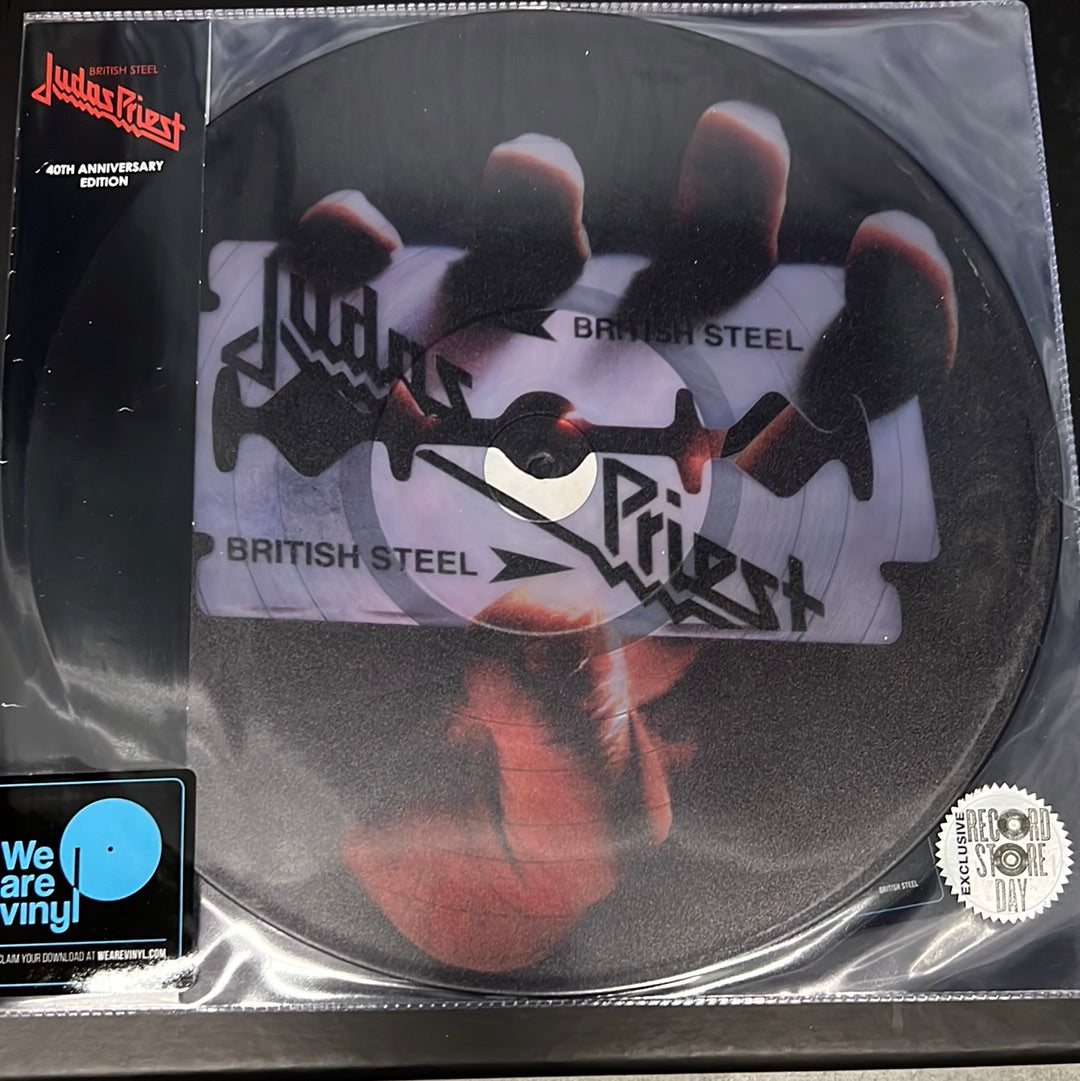 BRITISH STEEL
Judas Priest
40TH ANNIVERSARY
EDITION
Judas
BRITISH STEEL
Priest
BRITISH STEEL
We
are
vinyl
CLAIM YOUR DOWNLOAD AT WEAREVINYL.COM
BRITISH STEEL
EXCLUSIVE
RECORD
STORE
DAY